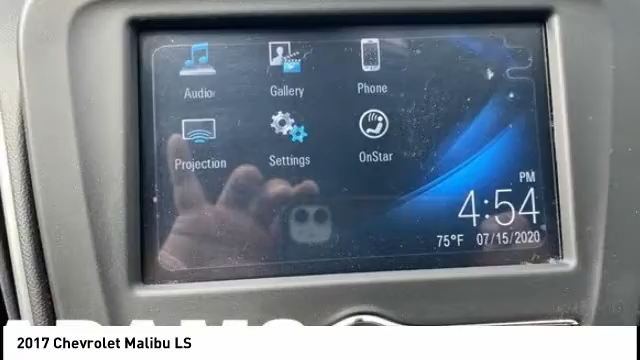 Audio Gallery Phone
Projection Settings OnStar
PM
4:54
75°F 07/15/2020
2017 Chevrolet Malibu LS